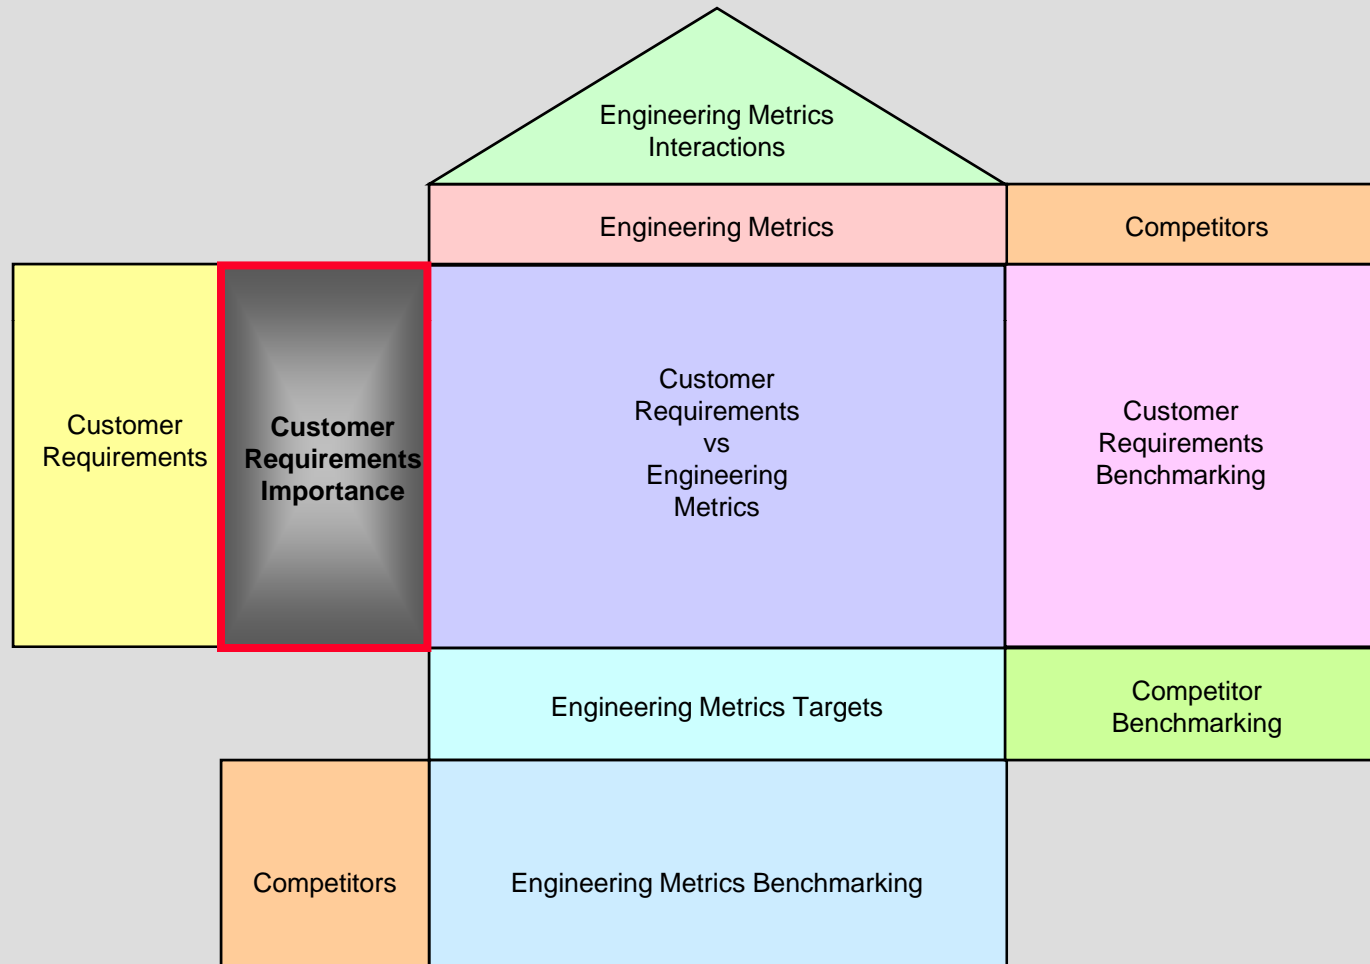 Engineering Metrics
Interactions
Engineering Metrics
Competitors
Customer
Requirements
Customer
Requirements
Importance
Customer
Requirements
vs
Engineering
Metrics
Customer
Requirements
Benchmarking
Engineering Metrics Targets
Competitor
Benchmarking
Competitors
Engineering Metrics Benchmarking